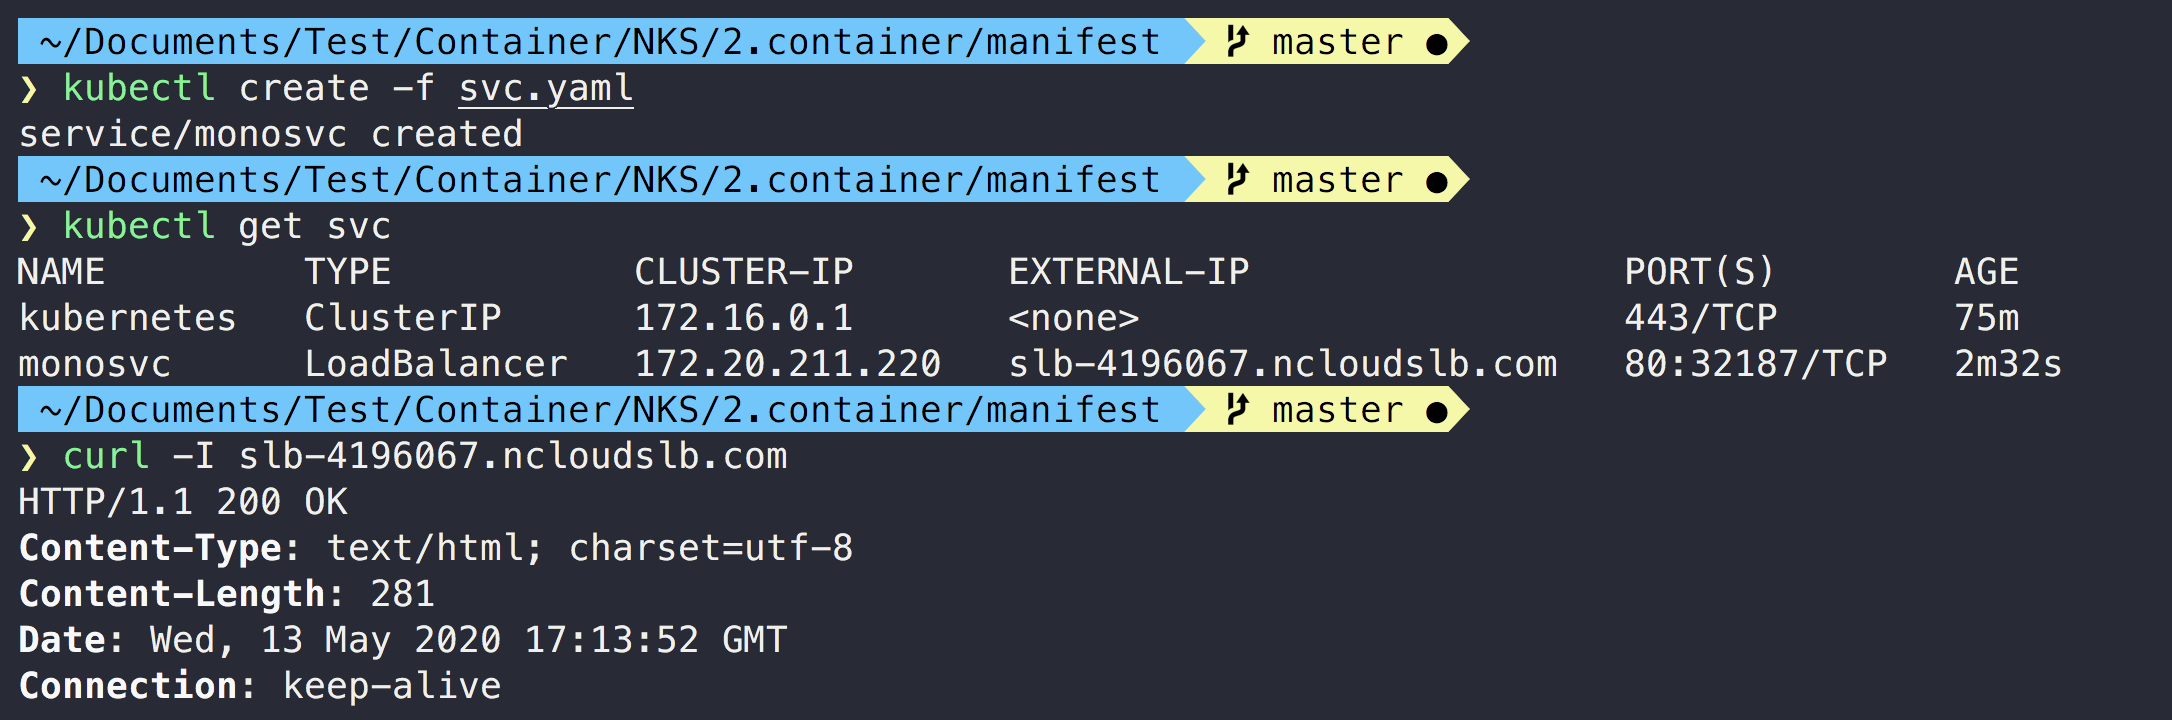 ~/Documents/Test/Container/NKS/2.container/manifest master ●
❯ kubectl create -f svc.yaml
service/monosvc created
~/Documents/Test/Container/NKS/2.container/manifest master ●
❯ kubectl get svc
NAME TYPE CLUSTER-IP EXTERNAL-IP PORT(S) AGE
kubernetes ClusterIP 172.16.0.1 <none> 443/TCP 75m
monosvc LoadBalancer 172.20.211.220 slb-4196067.ncloudslb.com 80:32187/TCP 2m32s
~/Documents/Test/Container/NKS/2.container/manifest master ●
❯ curl -I slb-4196067.ncloudslb.com
HTTP/1.1 200 OK
Content-Type: text/html; charset=utf-8
Content-Length: 281
Date: Wed, 13 May 2020 17:13:52 GMT
Connection: keep-alive